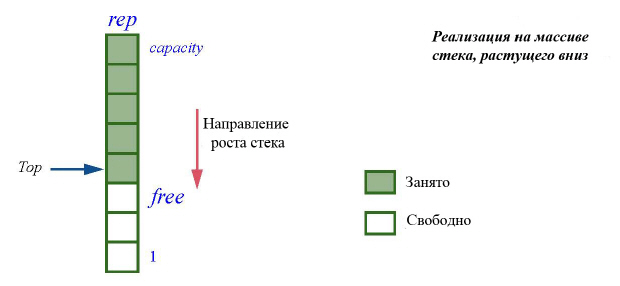 rep
capacity
Реализация на массиве
стека, растущего вниз
Направление
роста стека
Top
free
Занято
Свободно
1